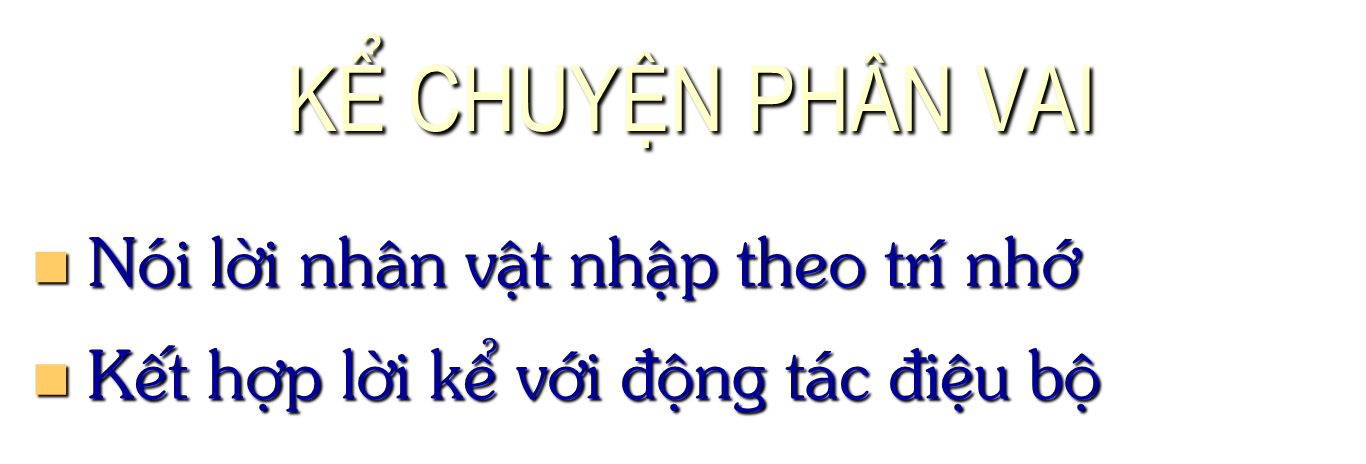 KỂ CHUYỆN PHÂN VAI
Nói lời nhân vật nhập theo trí nhớ
Kết hợp lời kể với động tác điệu bộ